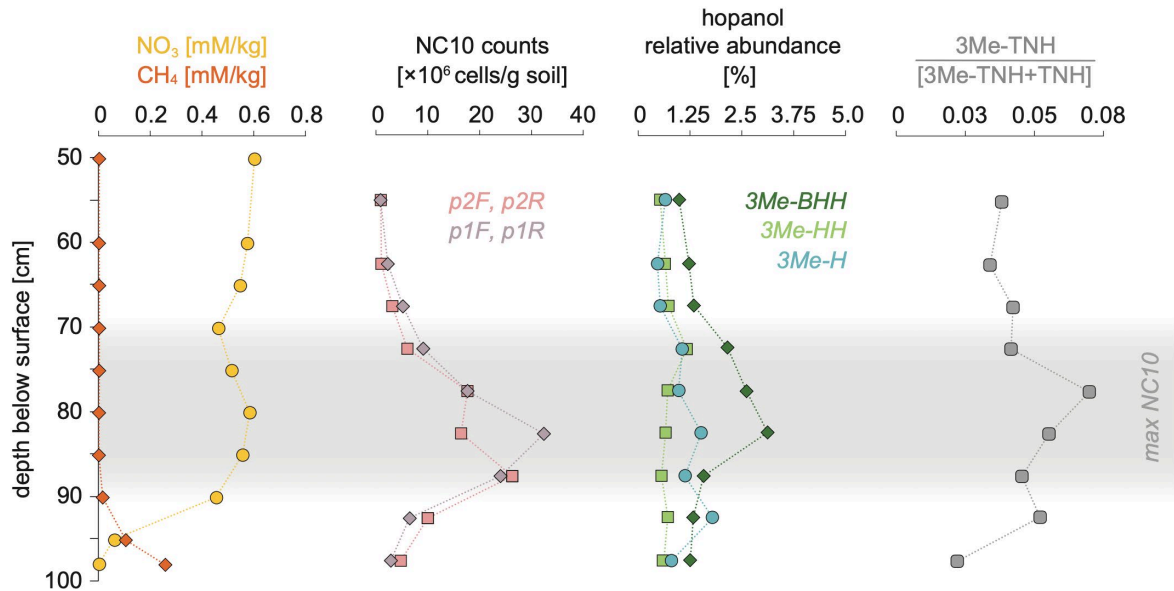 NO₃ [mM/kg]
CH₄ [mM/kg]
0 0.2 0.4 0.6 0.8
NC10 counts
[×10⁶ cells/g soil]
0 10 20 30 40
hopanol
relative abundance
[%]
0 1.25 2.5 3.75 5.0
3Me-TNH
[3Me-TNH+TNH]
0 0.03 0.05 0.08
depth below surface [cm]
50
60
70
80
90
100
p2F, p2R
p1F, p1R
3Me-BHH
3Me-HH
3Me-H
max NC10